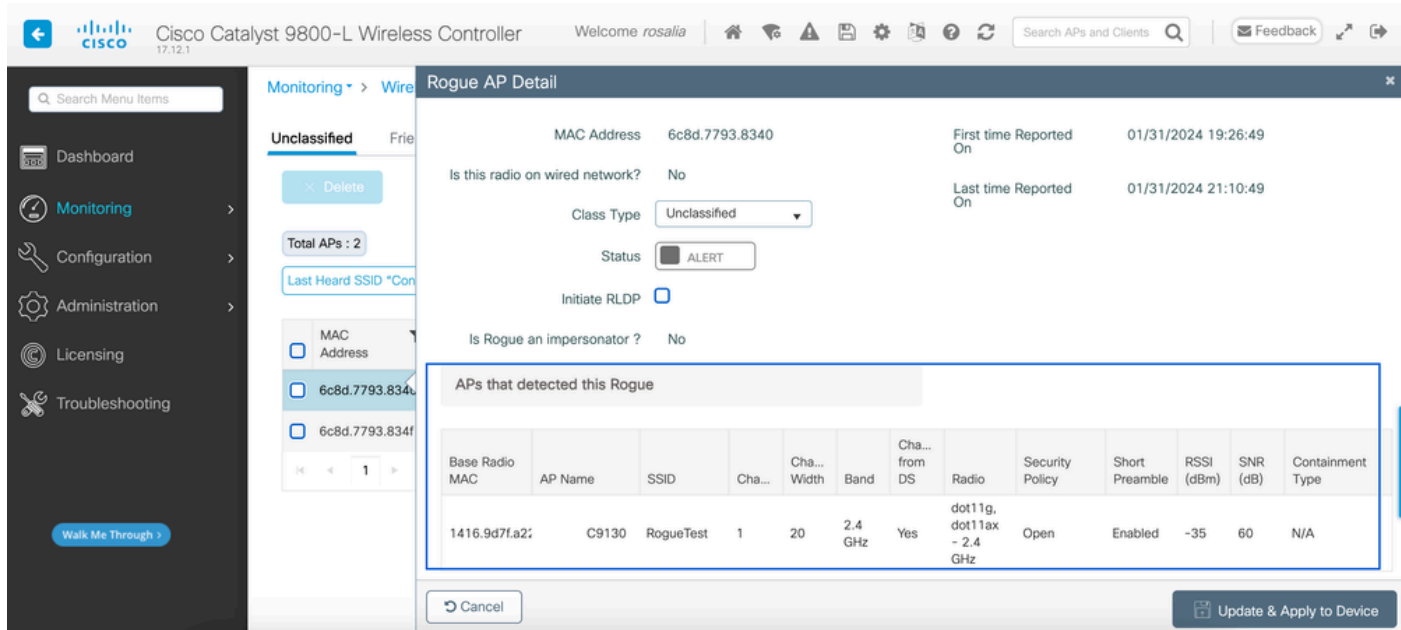 CISCO
Cisco Catalyst 9800-L Wireless Controller
17.12.1
Welcome rosalia
Search APs and Clients
Feedback
Search Menu Items
Dashboard
Monitoring
Configuration
Administration
Licensing
Troubleshooting
Walk Me Through >
Monitoring > Wire
Unclassified Frie
× Delete
Total APs : 2
Last Heard SSID "Con
MAC Address
6c8d.7793.834
6c8d.7793.834f
1
Rogue AP Detail
MAC Address 6c8d.7793.8340
Is this radio on wired network? No
Class Type Unclassified
Status ALERT
Initiate RLDP
Is Rogue an impersonator ? No
First time Reported On 01/31/2024 19:26:49
Last time Reported On 01/31/2024 21:10:49
APs that detected this Rogue
Base Radio MAC AP Name SSID Cha... Cha... Width Band Cha... from DS Radio Security Policy Short Preamble RSSI (dBm) SNR (dB) Containment Type
1416.9d7f.a22 C9130 RogueTest 1 20 2.4 GHz Yes dot11g, dot11ax - 2.4 GHz Open Enabled -35 60 N/A
Cancel
Update & Apply to Device